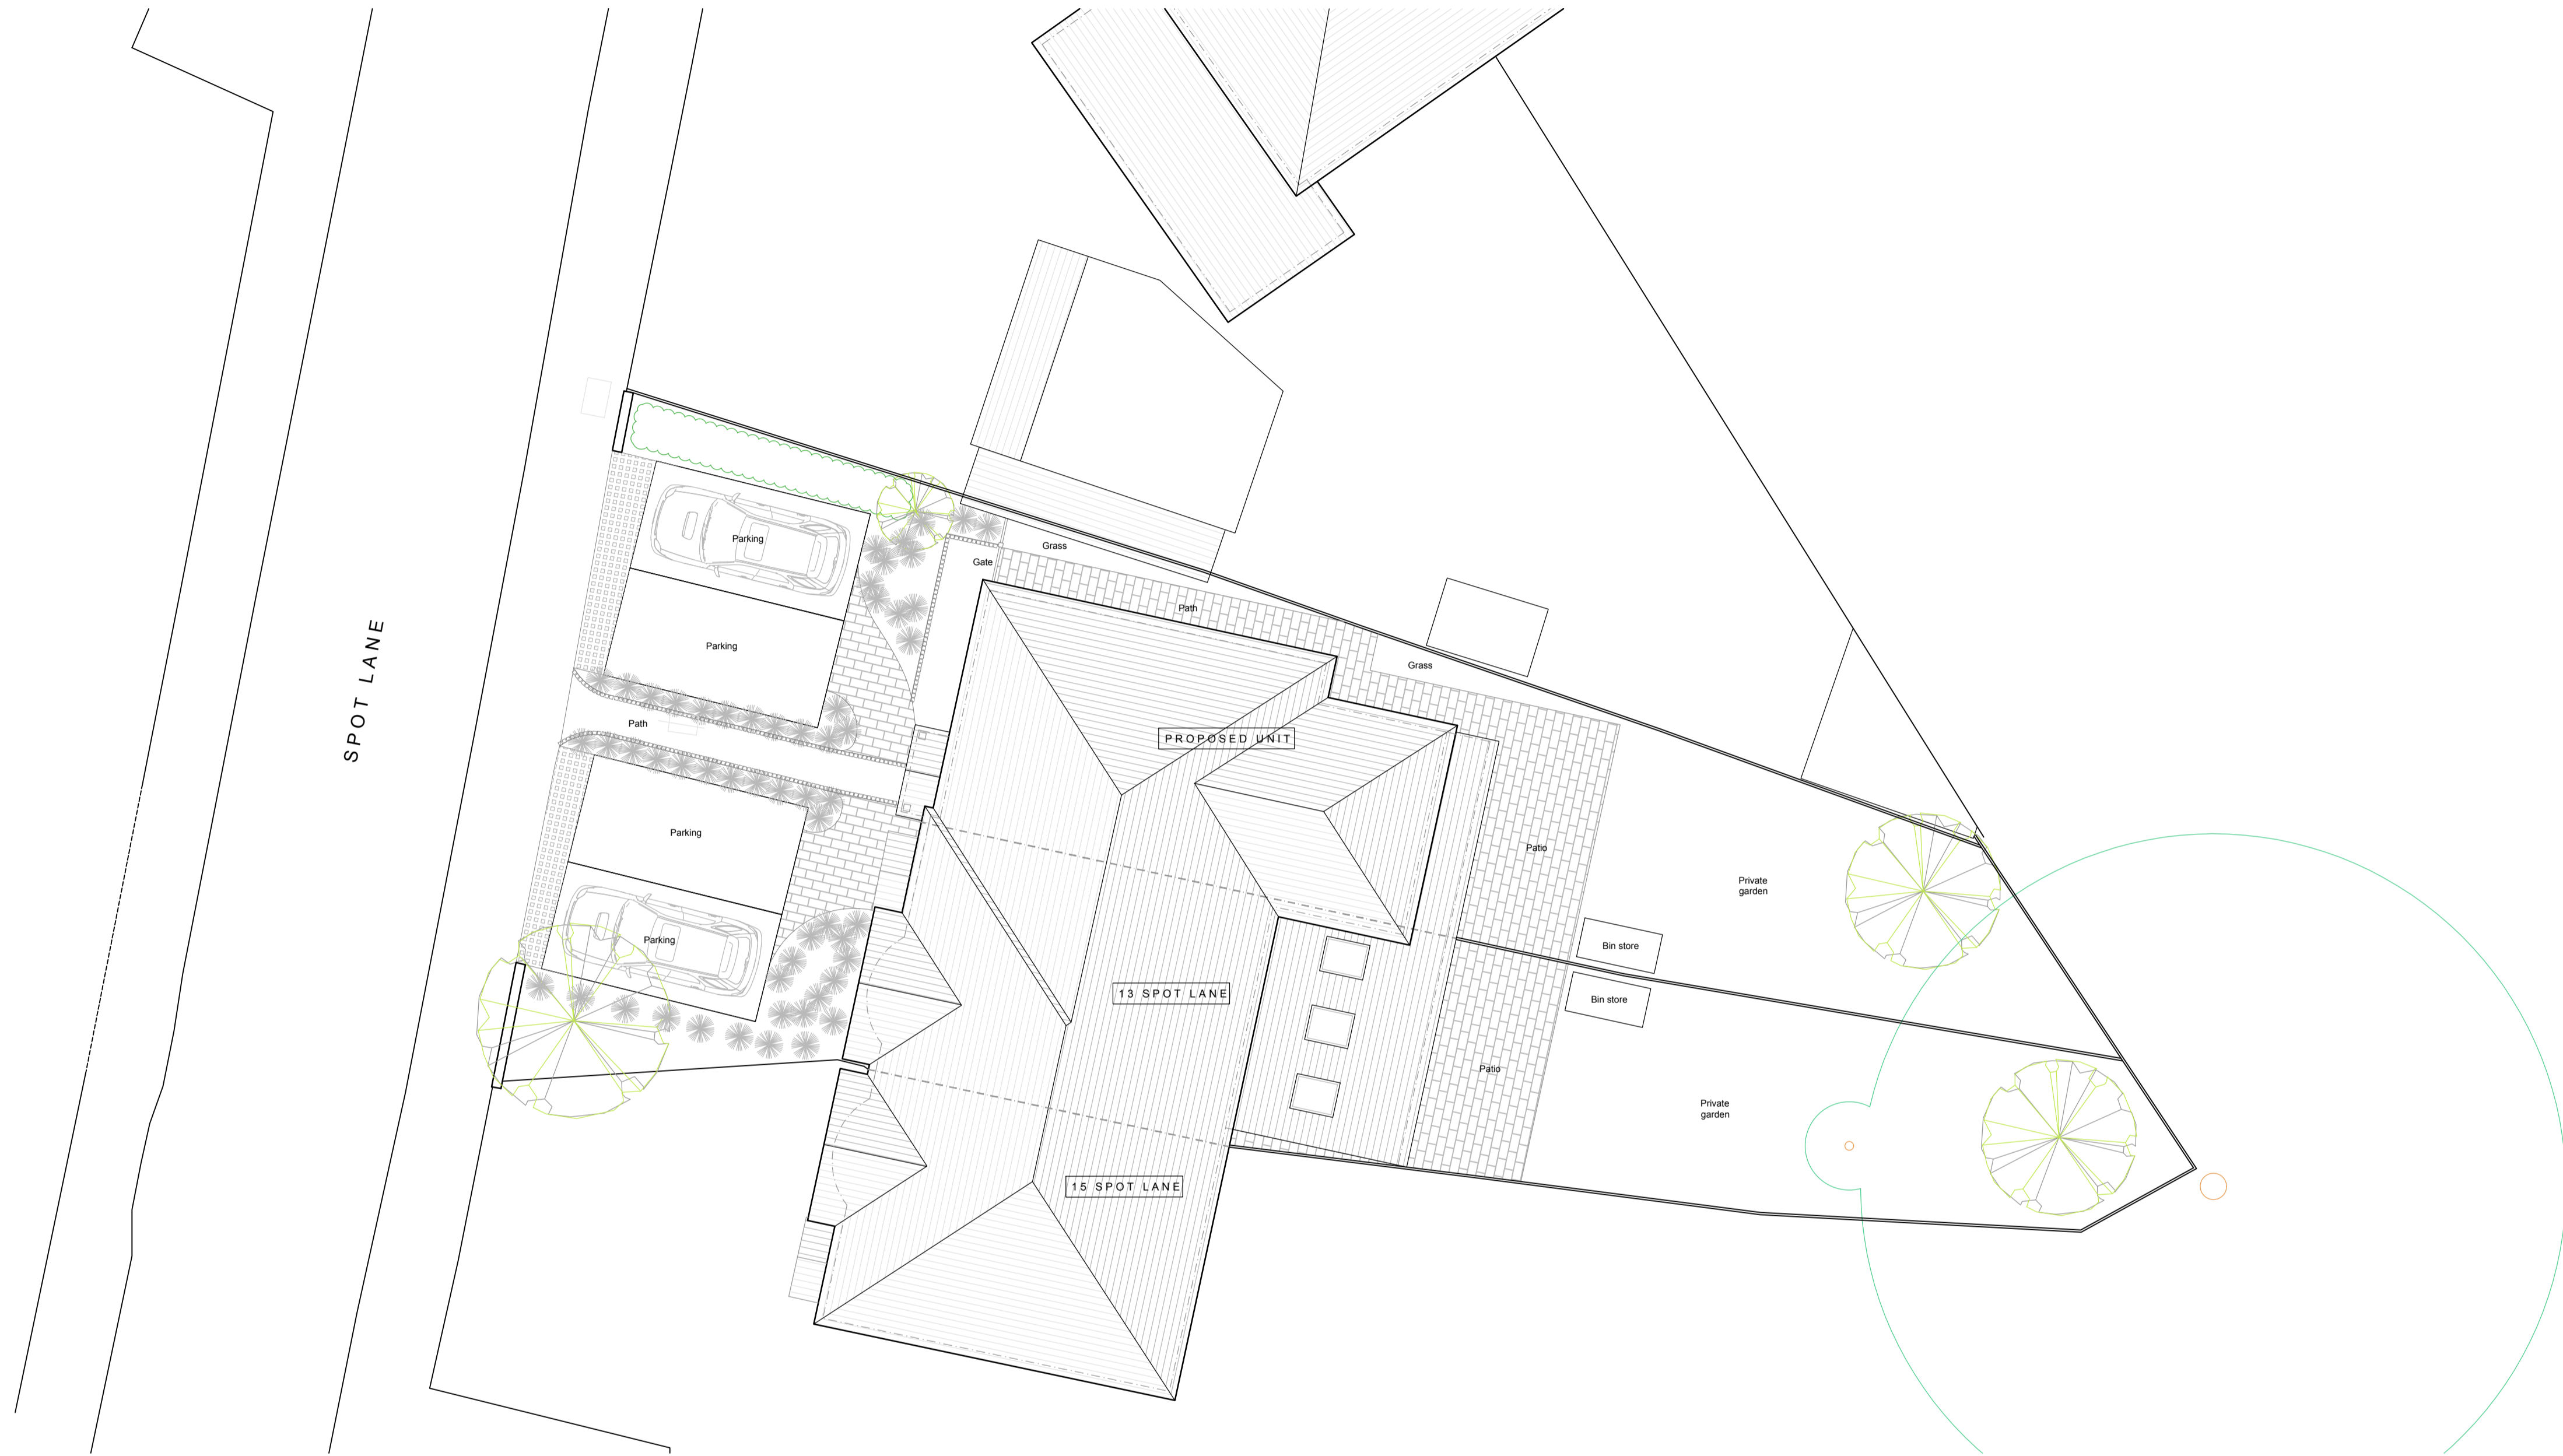 SPOT LANE
Parking
Parking
Path
Parking
Parking
Gate
Grass
Path
Grass
PROPOSED UNIT
13 SPOT LANE
15 SPOT LANE
Patio
Patio
Private
garden
Bin store
Bin store
Private
garden